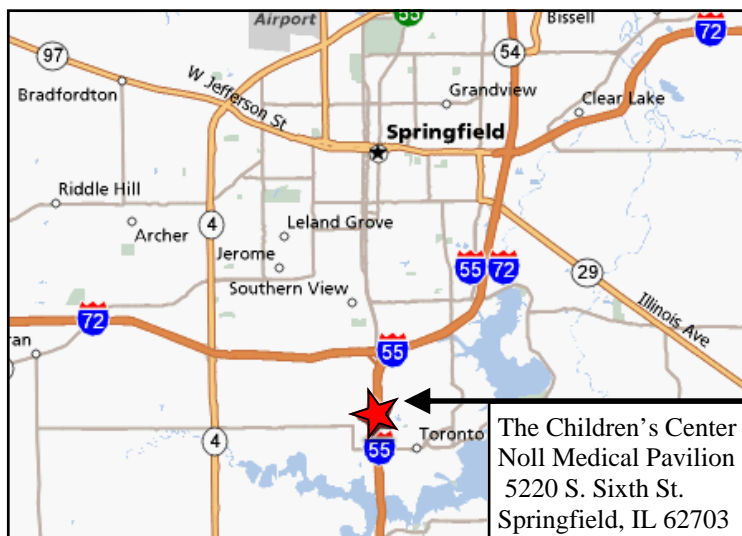 Airport
55
Bissell
72
97
54
W Jefferson St
Bradfordton
Grandview
Clear Lake
Springfield
Riddle Hill
4
Leland Grove
Archer
Jerome
55
72
29
Southern View
Illinois Ave
72
55
ran
4
55
Toronto
The Children's Center
Noll Medical Pavilion
5220 S. Sixth St.
Springfield, IL 62703